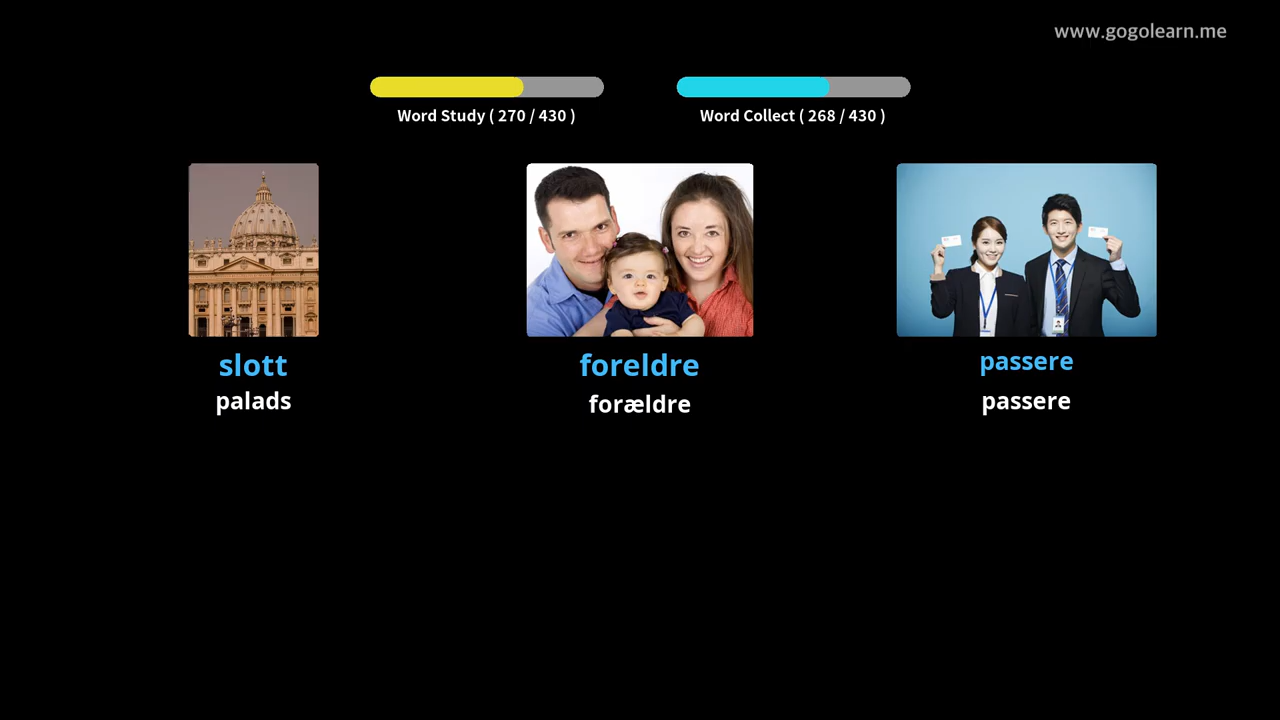 www.gogolearn.me
Word Study ( 270 / 430 )
Word Collect ( 268 / 430 )
slott
palads
foreldre
forældre
passere
passere